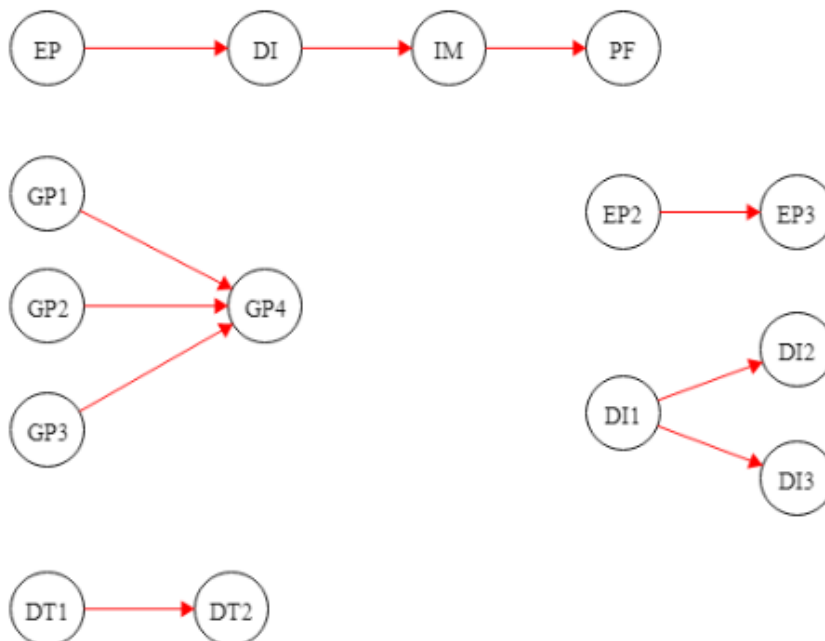 EP DI IM PF
GP1
EP2 EP3
GP2 GP4
DI2
DI1
GP3
DI3
DT1 DT2